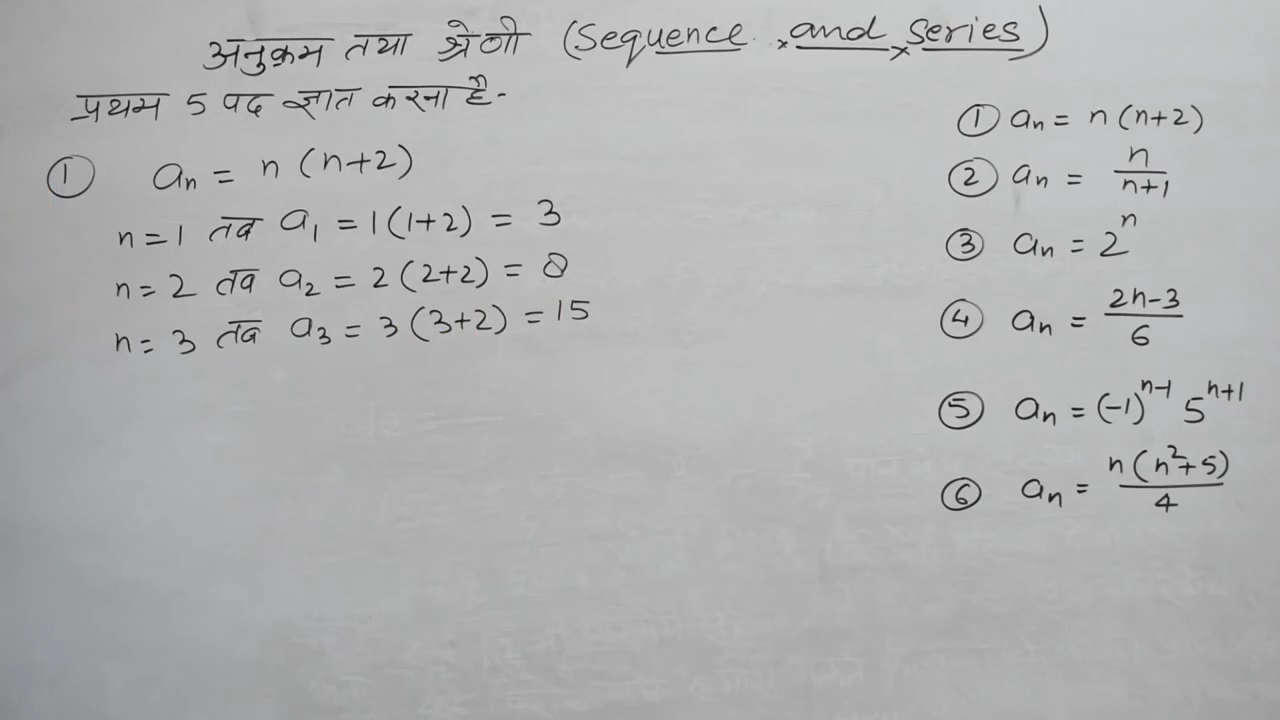 अनुक्रम तथा श्रेणी (Sequence and series)
प्रथम 5 पद ज्ञात करना है-
① aₙ = n (n+2)
n = 1 तब a₁ = 1(1+2) = 3
n = 2 तब a₂ = 2 (2+2) = 8
n = 3 तब a₃ = 3 (3+2) = 15
① aₙ = n (n+2)
② aₙ = n/(n+1)
③ aₙ = 2ⁿ
④ aₙ = (2n-3)/6
⑤ aₙ = (-1)ⁿ⁻¹ 5ⁿ⁺¹
⑥ aₙ = n(n²+5)/4